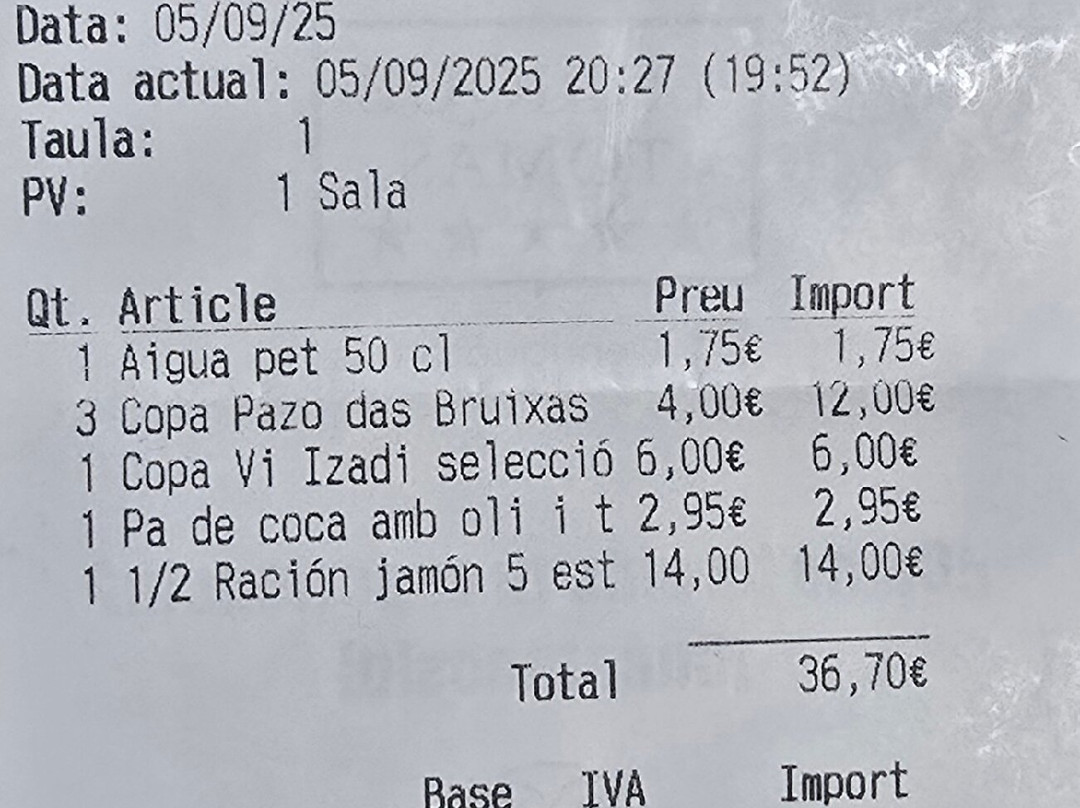 Data: 05/09/25
Data actual: 05/09/2025 20:27 (19:52)
Taula: 1
PV: 1 Sala
Qt. Article Preu Import
1 Aigua pet 50 cl 1,75€ 1,75€
3 Copa Pazo das Bruixas 4,00€ 12,00€
1 Copa Vi Izadi selecció 6,00€ 6,00€
1 Pa de coca amb oli i t 2,95€ 2,95€
1 1/2 Ración jamón 5 est 14,00 14,00€
Total 36,70€
Base IVA Import